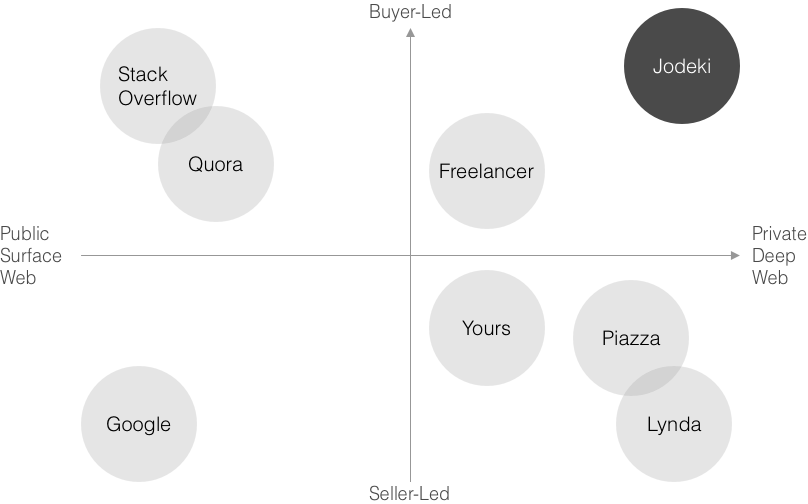 Buyer-Led
Jodeki
Stack
Overflow
Quora
Freelancer
Public
Surface
Web
Private
Deep
Web
Yours
Piazza
Google
Lynda
Seller-Led